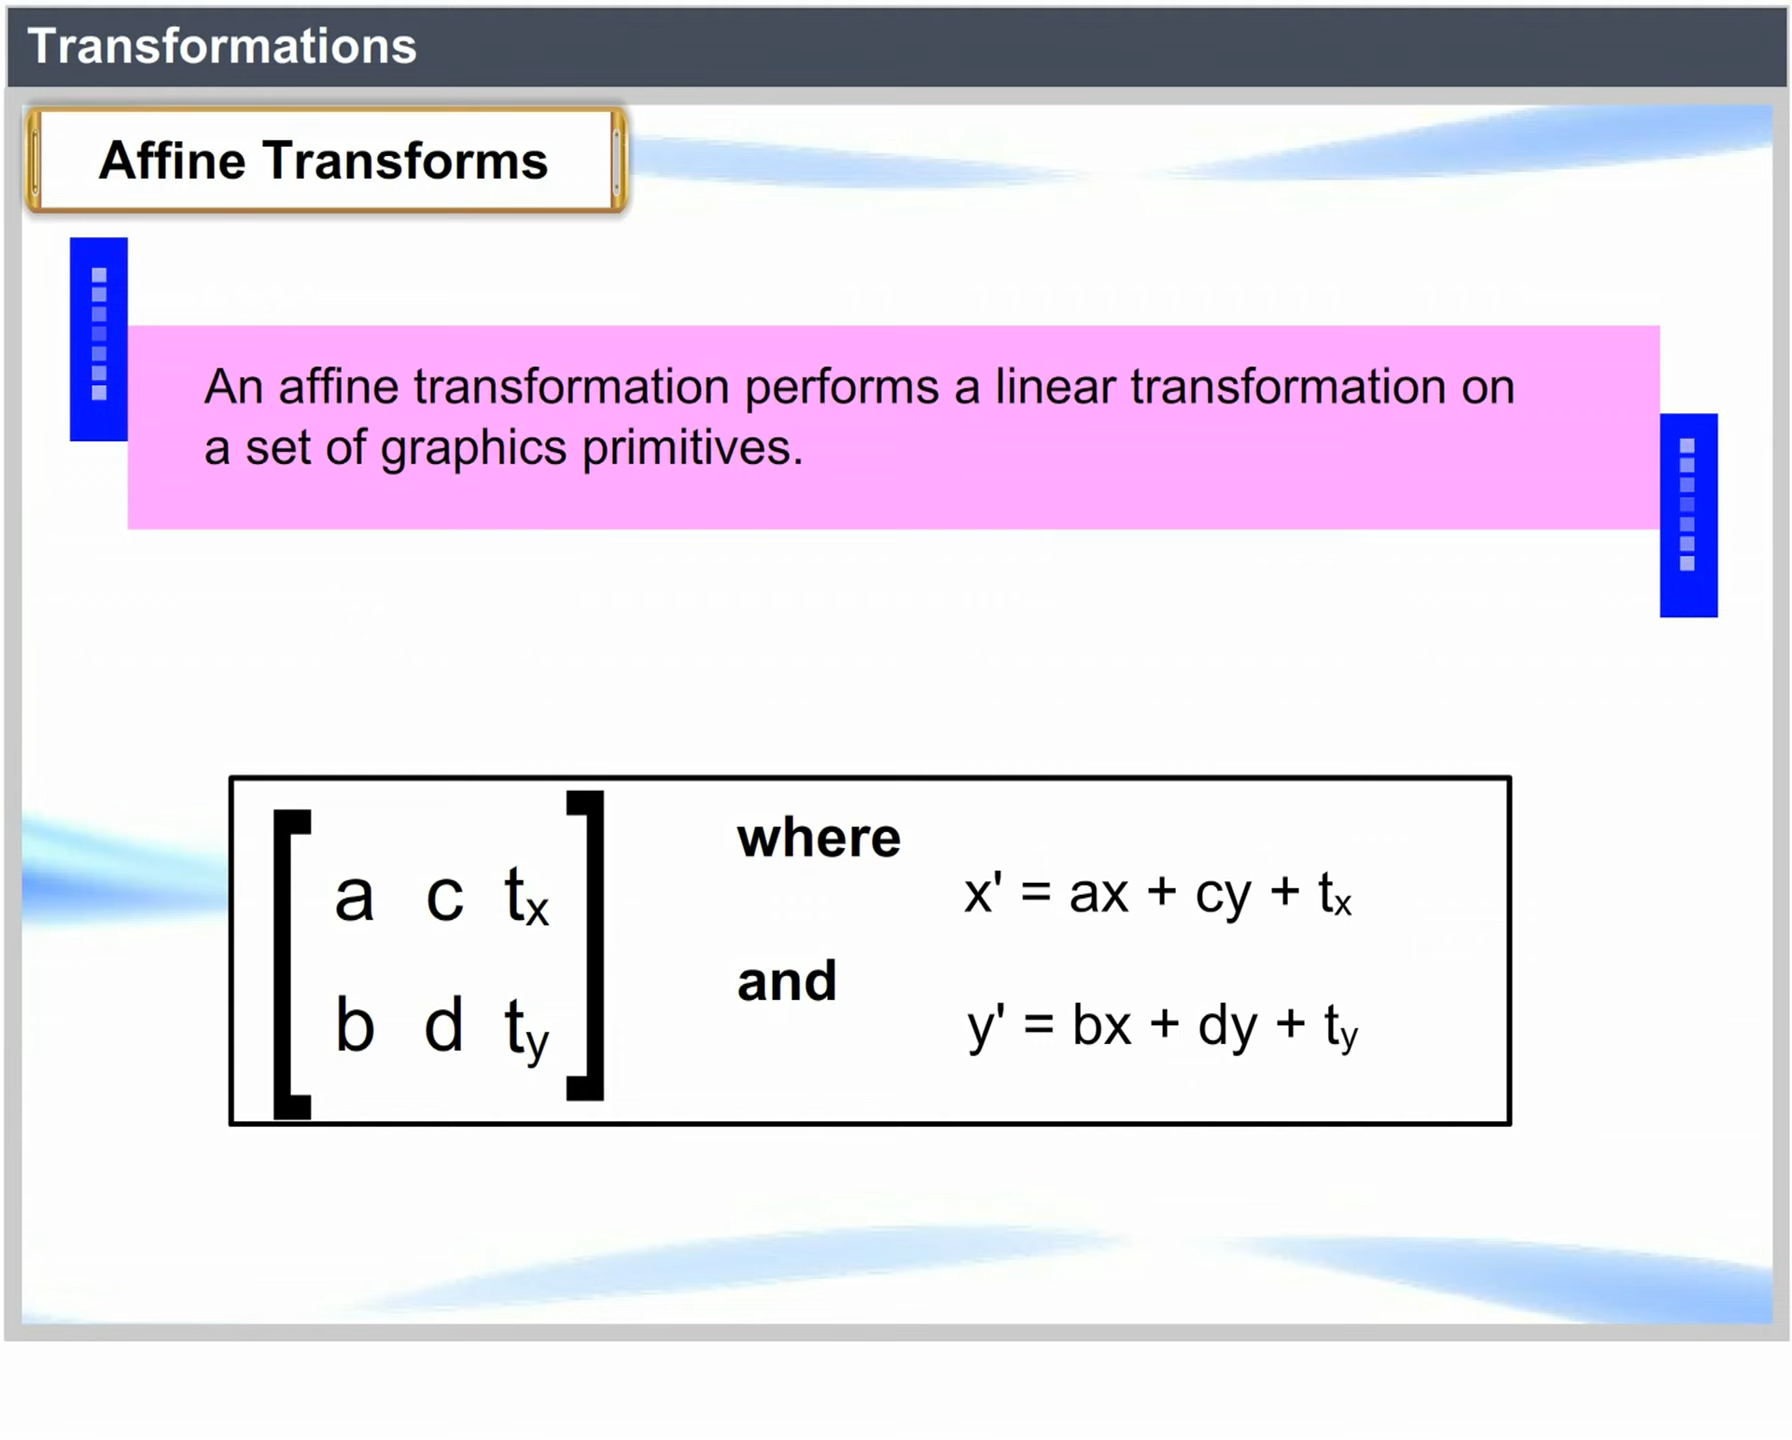 Transformations
Affine Transforms
An affine transformation performs a linear transformation on
a set of graphics primitives.
where
a c tx
x' = ax + cy + tx
and
b d ty
y' = bx + dy + ty